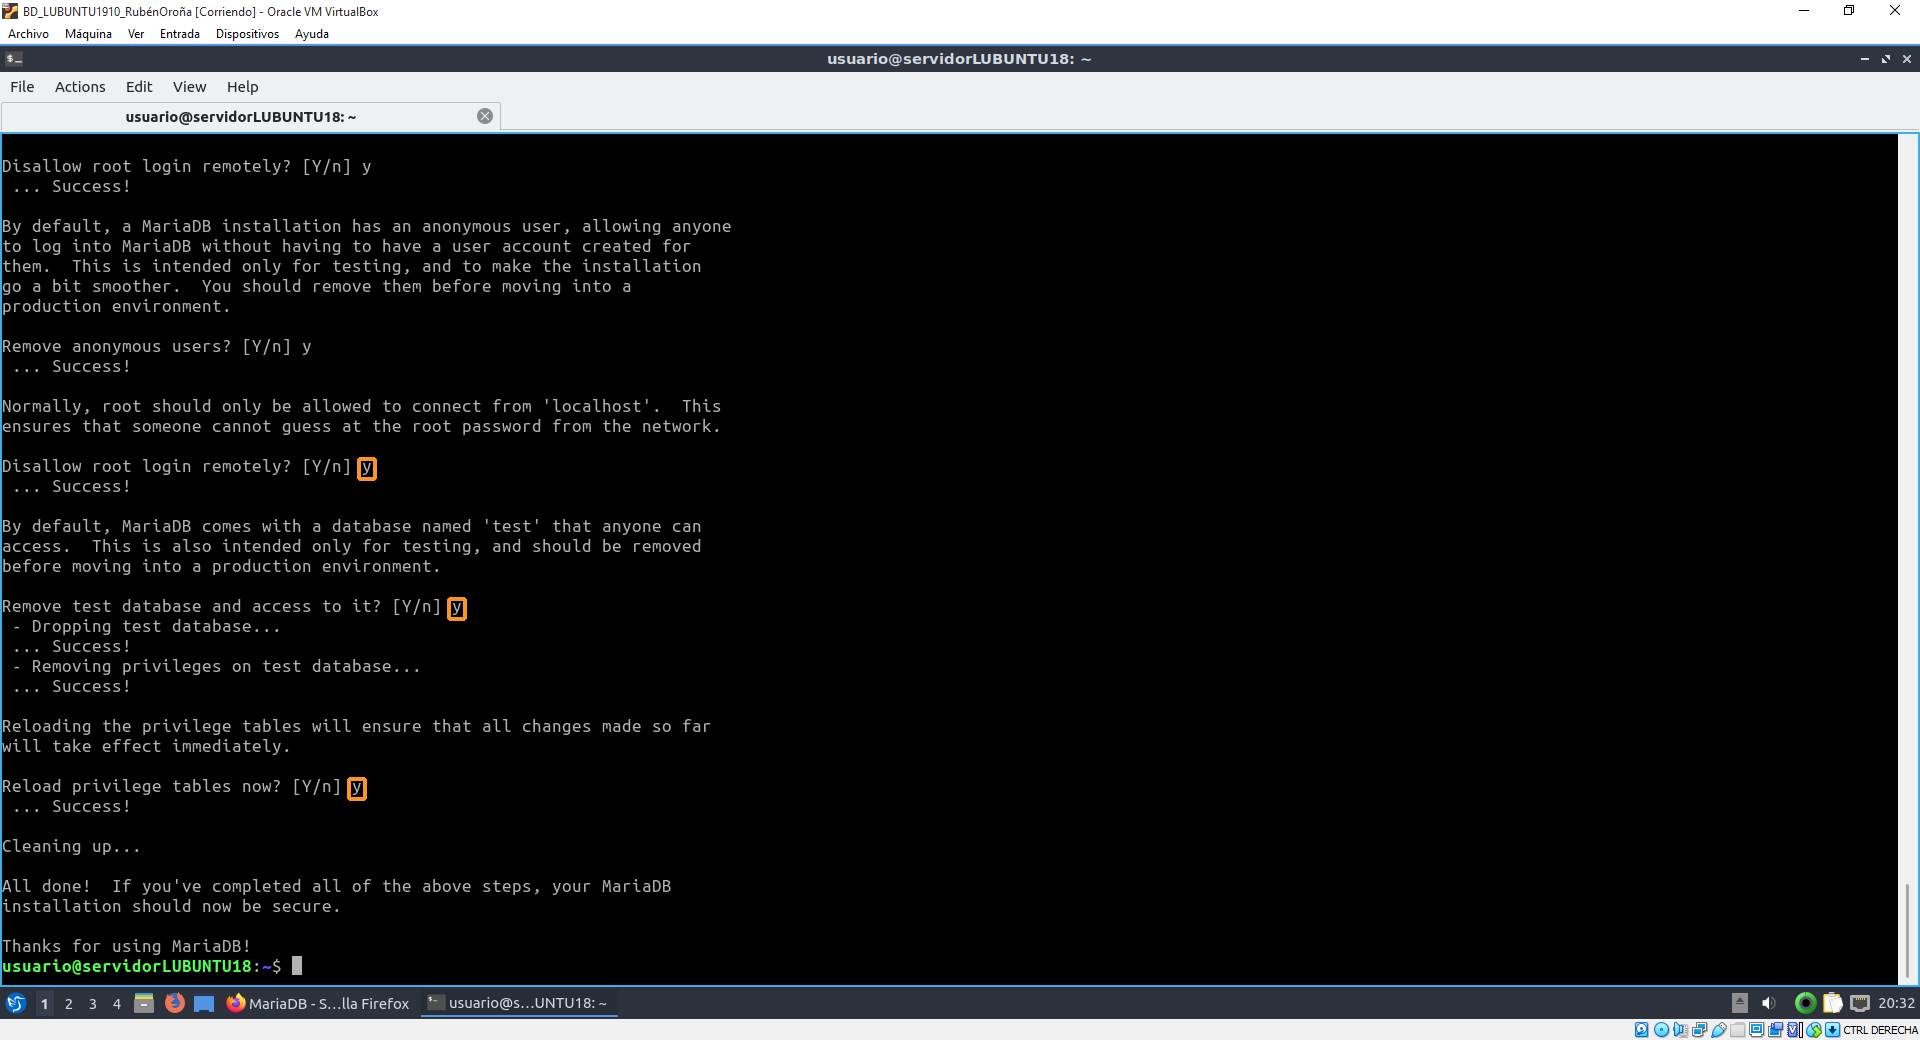 BD_LUBUNTU1910_RubénOroña [Corriendo] - Oracle VM VirtualBox
Archivo Máquina Ver Entrada Dispositivos Ayuda
usuario@servidorLUBUNTU18: ~
File Actions Edit View Help
usuario@servidorLUBUNTU18: ~
Disallow root login remotely? [Y/n] y
 ... Success!
By default, a MariaDB installation has an anonymous user, allowing anyone
to log into MariaDB without having to have a user account created for
them.  This is intended only for testing, and to make the installation
go a bit smoother.  You should remove them before moving into a
production environment.
Remove anonymous users? [Y/n] y
 ... Success!
Normally, root should only be allowed to connect from 'localhost'.  This
ensures that someone cannot guess at the root password from the network.
Disallow root login remotely? [Y/n] y
 ... Success!
By default, MariaDB comes with a database named 'test' that anyone can
access.  This is also intended only for testing, and should be removed
before moving into a production environment.
Remove test database and access to it? [Y/n] y
 - Dropping test database...
 ... Success!
 - Removing privileges on test database...
 ... Success!
Reloading the privilege tables will ensure that all changes made so far
will take effect immediately.
Reload privilege tables now? [Y/n] y
 ... Success!
Cleaning up...
All done!  If you've completed all of the above steps, your MariaDB
installation should now be secure.
Thanks for using MariaDB!
usuario@servidorLUBUNTU18:~$
1 2 3 4 MariaDB - S...lla Firefox usuario@s...UNTU18: ~ 20:32
CTRL DERECHA